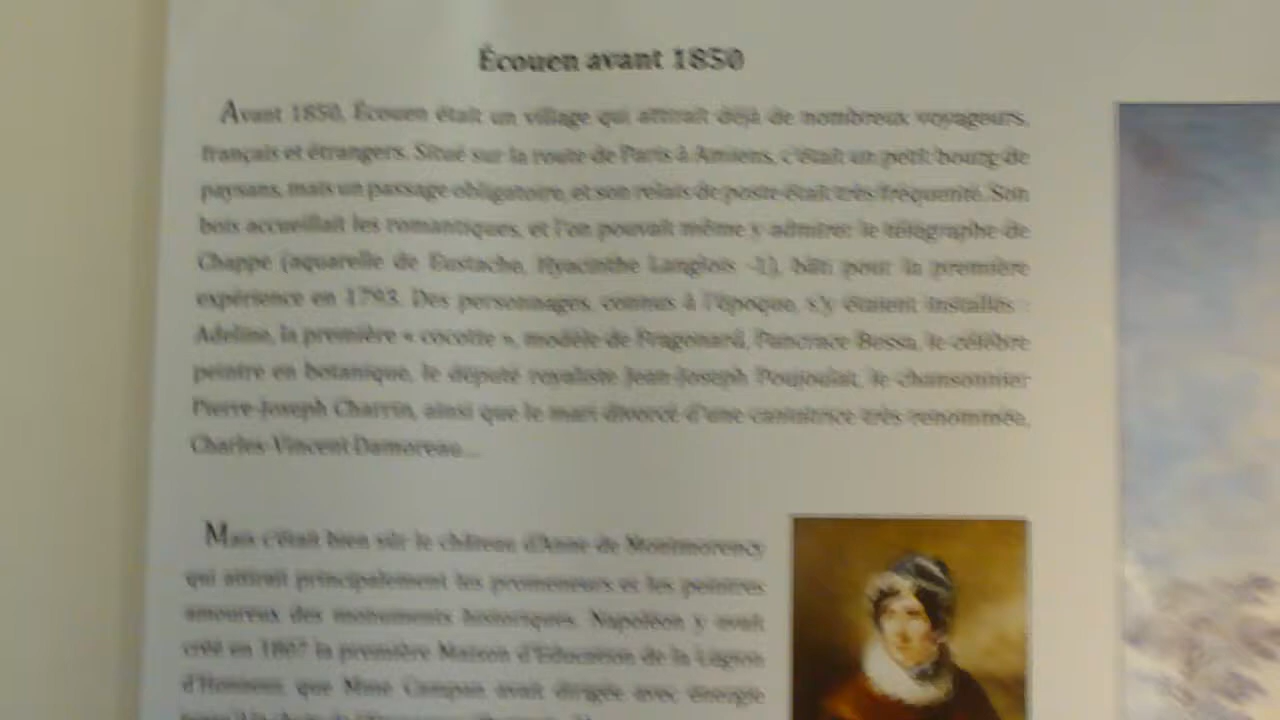 Écouen avant 1850
Avant 1850, Écouen était un village qui attirait déjà de nombreux voyageurs,
français et étrangers. Situé sur la route de Paris à Amiens, c'était un petit bourg de
paysans, mais un passage obligatoire, et son relais de poste était très fréquenté. Son
bois accueillait les romantiques, et l'on pouvait même y admirer le télégraphe de
Chappe (aquarelle de Eustache, Hyacinthe Langlois -1), bâti pour la première
expérience en 1793. Des personnages, connus à l'époque, s'y étaient installés :
Adeline, la première « cocotte », modèle de Fragonard, Pancrace Bessa, le célèbre
peintre en botanique, le député royaliste Jean-Joseph Poujoulat, le chansonnier
Pierre-Joseph Charrin, ainsi que le mari divorcé d'une cantatrice très renommée,
Charles-Vincent Damoreau...
Mais c'était bien sûr le château d'Anne de Montmorency
qui attirait principalement les promeneurs et les peintres
amoureux des monuments historiques. Napoléon y avait
créé en 1807 la première Maison d'Éducation de la Légion
d'Honneur, que Mme Campan avait dirigée avec énergie